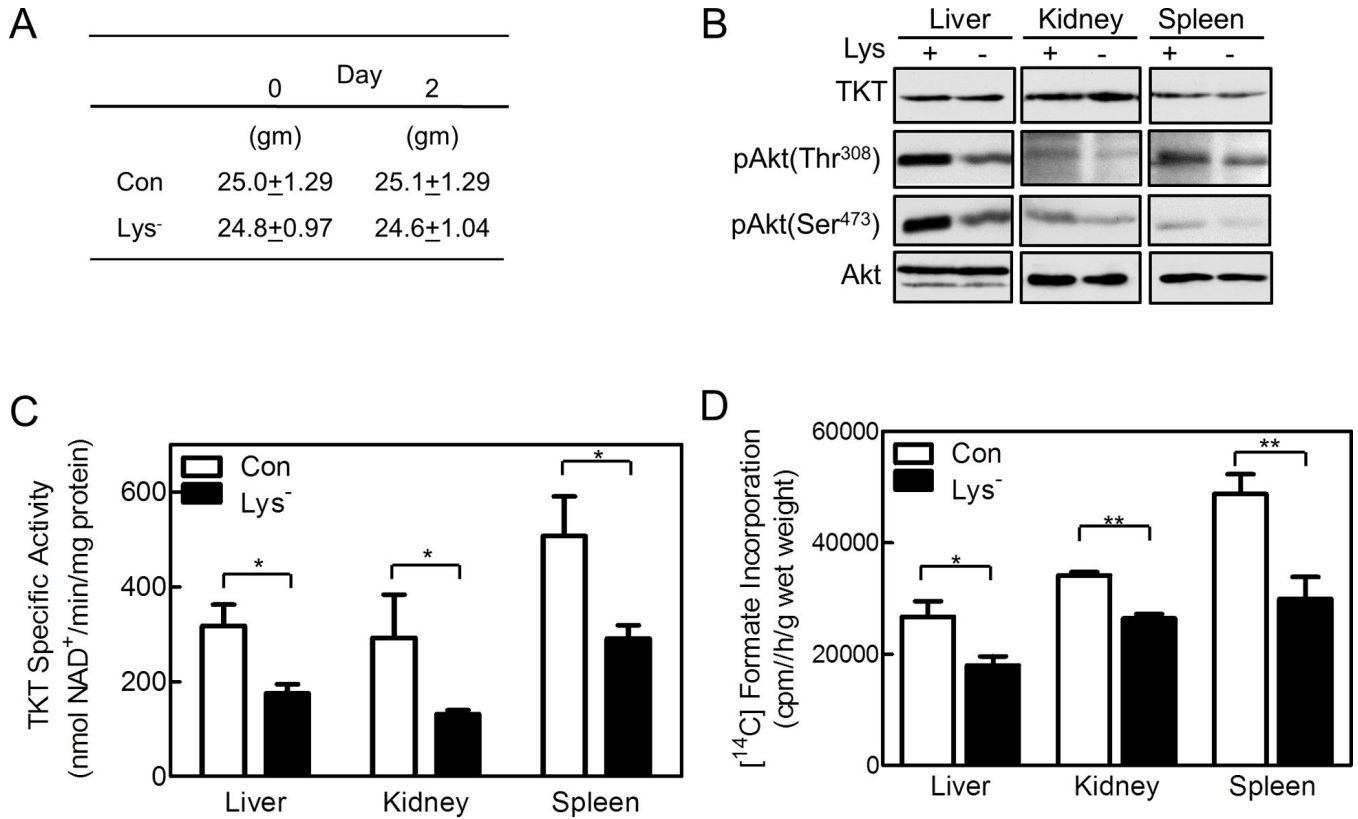 A
Day
0 2
(gm) (gm)
Con 25.0±1.29 25.1±1.29
Lys⁻ 24.8±0.97 24.6±1.04
B
Liver Kidney Spleen
Lys + - + - + -
TKT
pAkt(Thr³⁰⁸)
pAkt(Ser⁴⁷³)
Akt
C
TKT Specific Activity
(nmol NAD⁺/min/mg protein)
Con
Lys⁻
600
400
200
0
* * *
Liver Kidney Spleen
D
[¹⁴C] Formate Incorporation
(cpm//h/g wet weight)
Con
Lys⁻
60000
40000
20000
0
* ** **
Liver Kidney Spleen